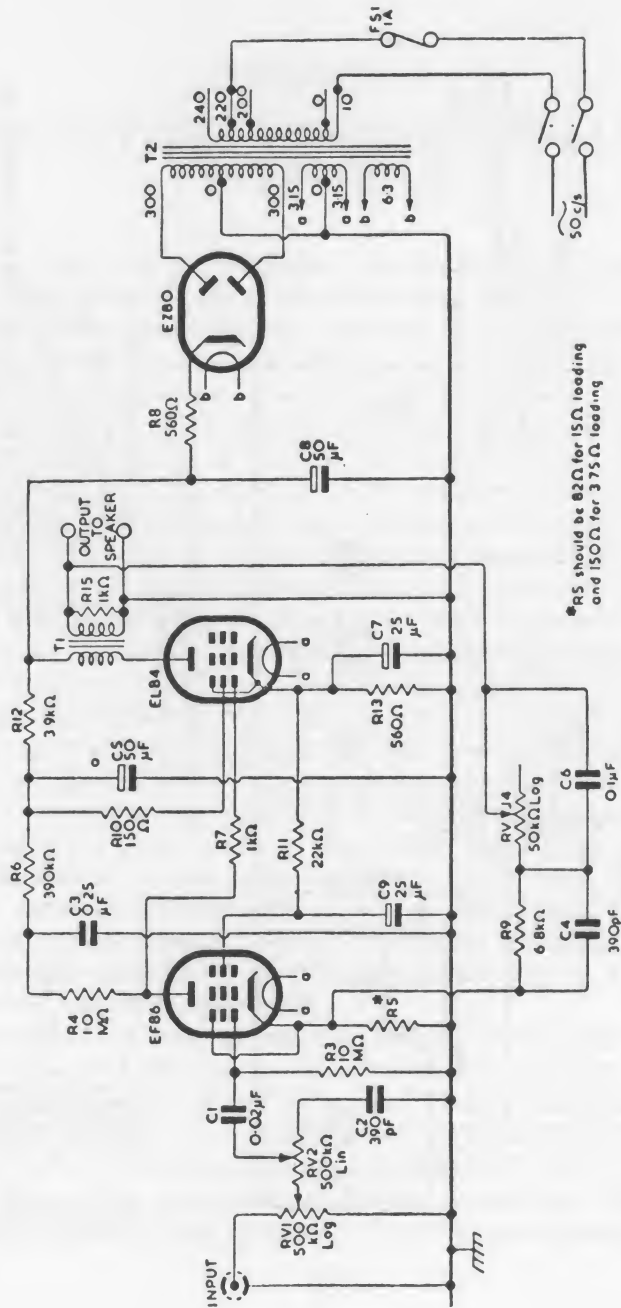 INPUT
RV1
500
kΩ
Log
RV2
500kΩ
Lin
C1
0·02µF
C2
390
pF
R3
10
MΩ
R4
10
MΩ
EF86
a
a
R5
*
C3
0 25
µF
R6
390kΩ
R7
1kΩ
R11
22kΩ
C9
25
µF
R9
6 8kΩ
C4
390pF
R10
150
Ω
C5
50
µF
R12
3 9kΩ
EL84
a
a
R13
560Ω
C7
25
µF
RV4
50kΩ Log
C6
0·1µF
T1
R15
1kΩ
OUTPUT
TO
SPEAKER
C8
50
µF
R8
560Ω
EZ80
b
b
300
0
300
T2
240
220
200
0
10
3·15
a
0
3·15
a
b
6·3
b
FS1
1A
50 c/s
*R5 should be 82Ω for 15Ω loading
and 150Ω for 3 75Ω loading